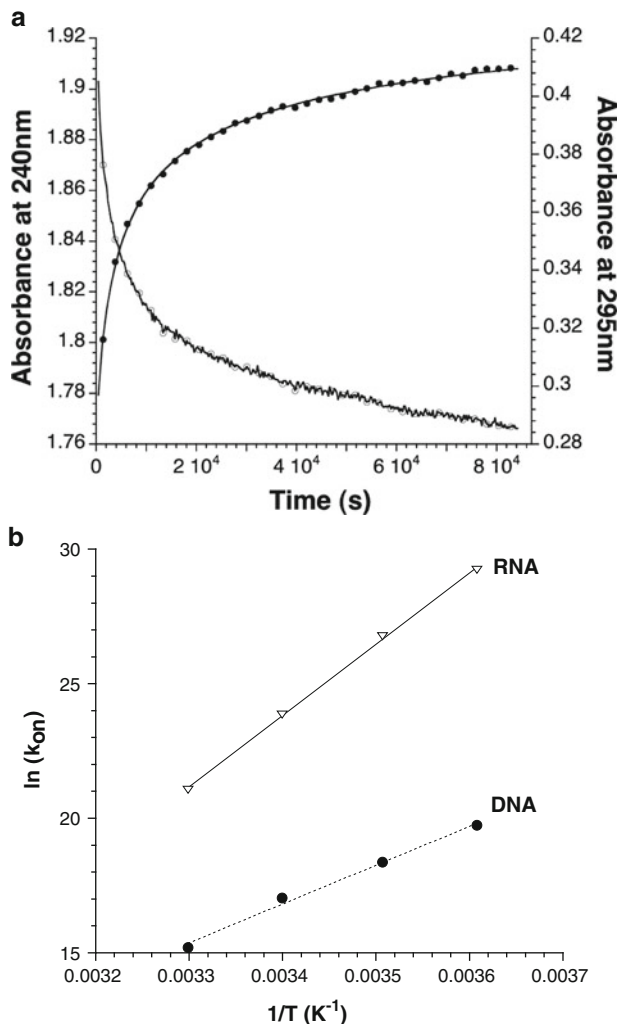 a
1.92
1.9
1.88
1.86
1.84
1.82
1.8
1.78
1.76
Absorbance at 240nm
0.42
0.4
0.38
0.36
0.34
0.32
0.3
0.28
Absorbance at 295nm
0 2 10⁴ 4 10⁴ 6 10⁴ 8 10⁴
Time (s)
b
30
25
20
15
ln (kon)
RNA
DNA
0.0032 0.0033 0.0034 0.0035 0.0036 0.0037
1/T (K⁻¹)